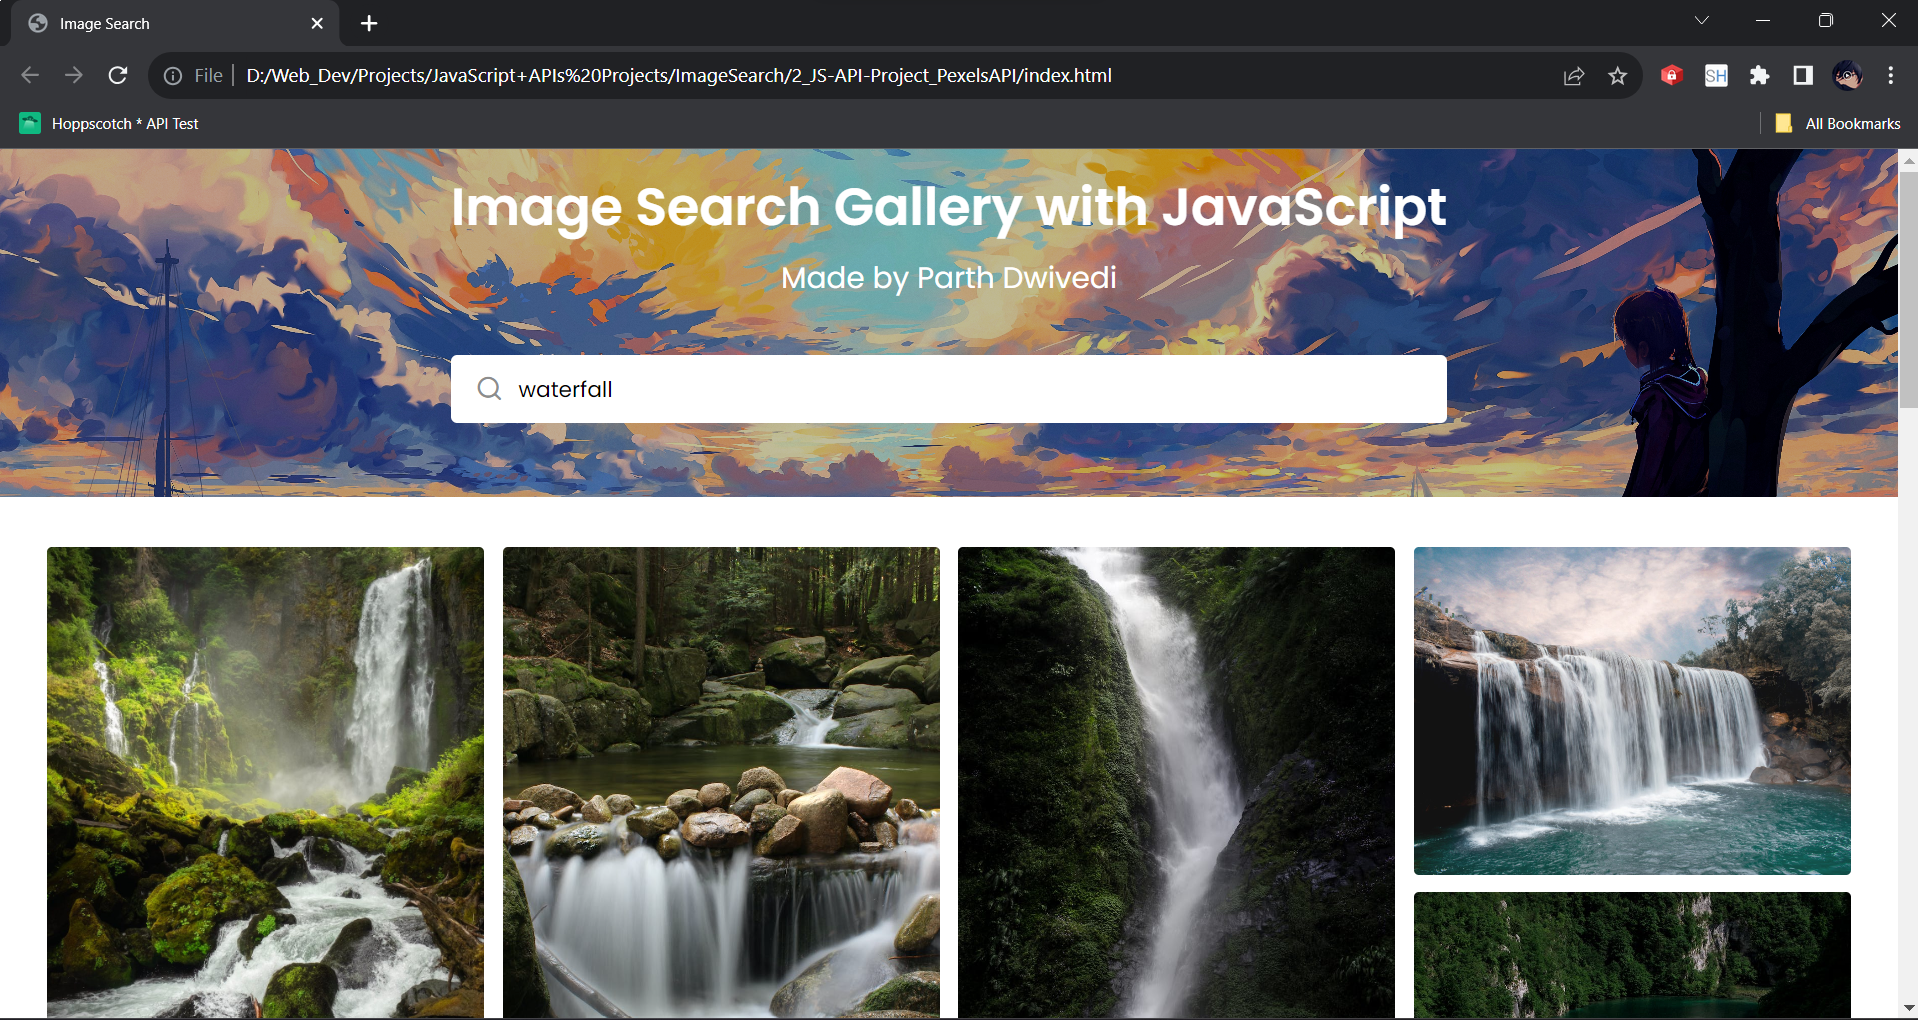 Image Search
File
D:/Web_Dev/Projects/JavaScript+APIs%20Projects/ImageSearch/2_JS-API-Project_PexelsAPI/index.html
SH
Hoppscotch * API Test
All Bookmarks
Image Search Gallery with JavaScript
Made by Parth Dwivedi
waterfall